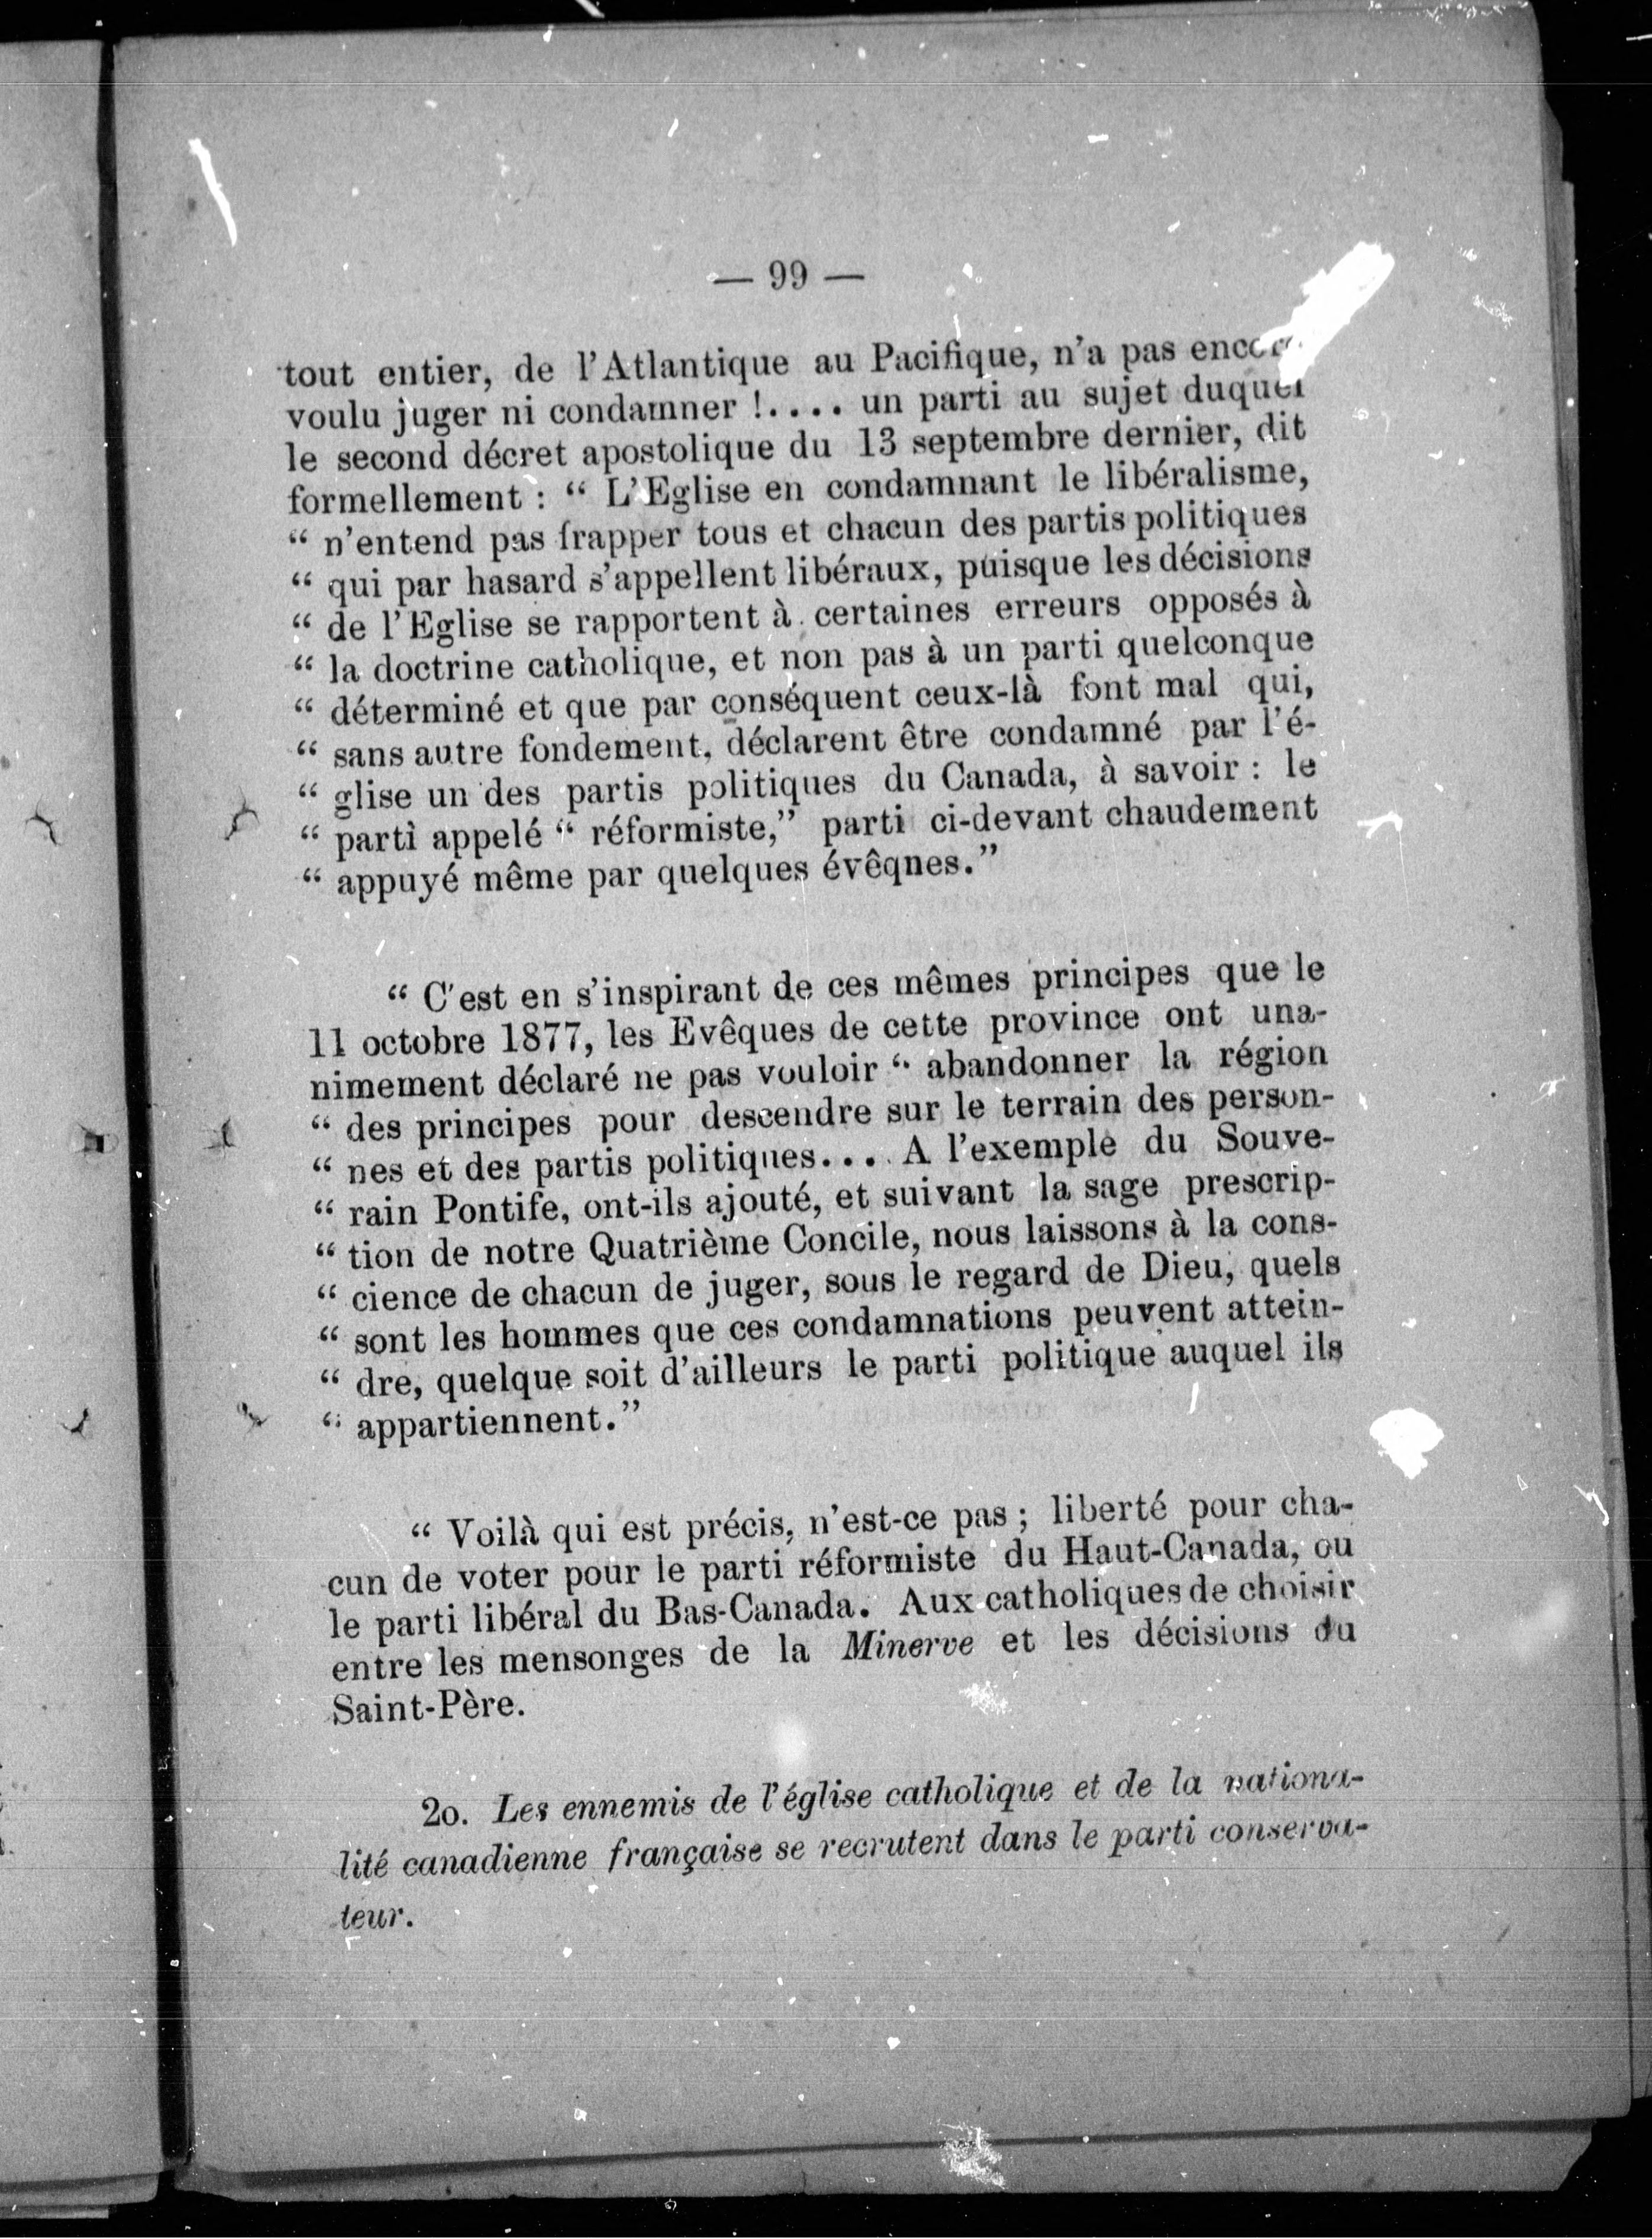 — 99 —
tout entier, de l'Atlantique au Pacifique, n'a pas encore
voulu juger ni condamner !.... un parti au sujet duquel
le second décret apostolique du 13 septembre dernier, dit
formellement : “ L'Eglise en condamnant le libéralisme,
“ n'entend pas frapper tous et chacun des partis politiques
“ qui par hasard s'appellent libéraux, puisque les décisions
“ de l'Eglise se rapportent à certaines erreurs opposés à
“ la doctrine catholique, et non pas à un parti quelconque
“ déterminé et que par conséquent ceux-là font mal qui,
“ sans autre fondement, déclarent être condamné par l'é-
“ glise un des partis politiques du Canada, à savoir : le
“ parti appelé “ réformiste,” parti ci-devant chaudement
“ appuyé même par quelques évêqnes.”
“ C'est en s'inspirant de ces mêmes principes que le
11 octobre 1877, les Evêques de cette province ont una-
nimement déclaré ne pas vouloir “ abandonner la région
“ des principes pour descendre sur le terrain des person-
“ nes et des partis politiques.... A l'exemple du Souve-
“ rain Pontife, ont-ils ajouté, et suivant la sage prescrip-
“ tion de notre Quatrième Concile, nous laissons à la cons-
“ cience de chacun de juger, sous le regard de Dieu, quels
“ sont les hommes que ces condamnations peuvent attein-
“ dre, quelque soit d'ailleurs le parti politique auquel ils
“ appartiennent.”
“ Voilà qui est précis, n'est-ce pas ; liberté pour cha-
cun de voter pour le parti réformiste du Haut-Canada, ou
le parti libéral du Bas-Canada. Aux catholiques de choisir
entre les mensonges de la Minerve et les décisions du
Saint-Père.
2o. Les ennemis de l'église catholique et de la nationa-
lité canadienne française se recrutent dans le parti conserva-
teur.